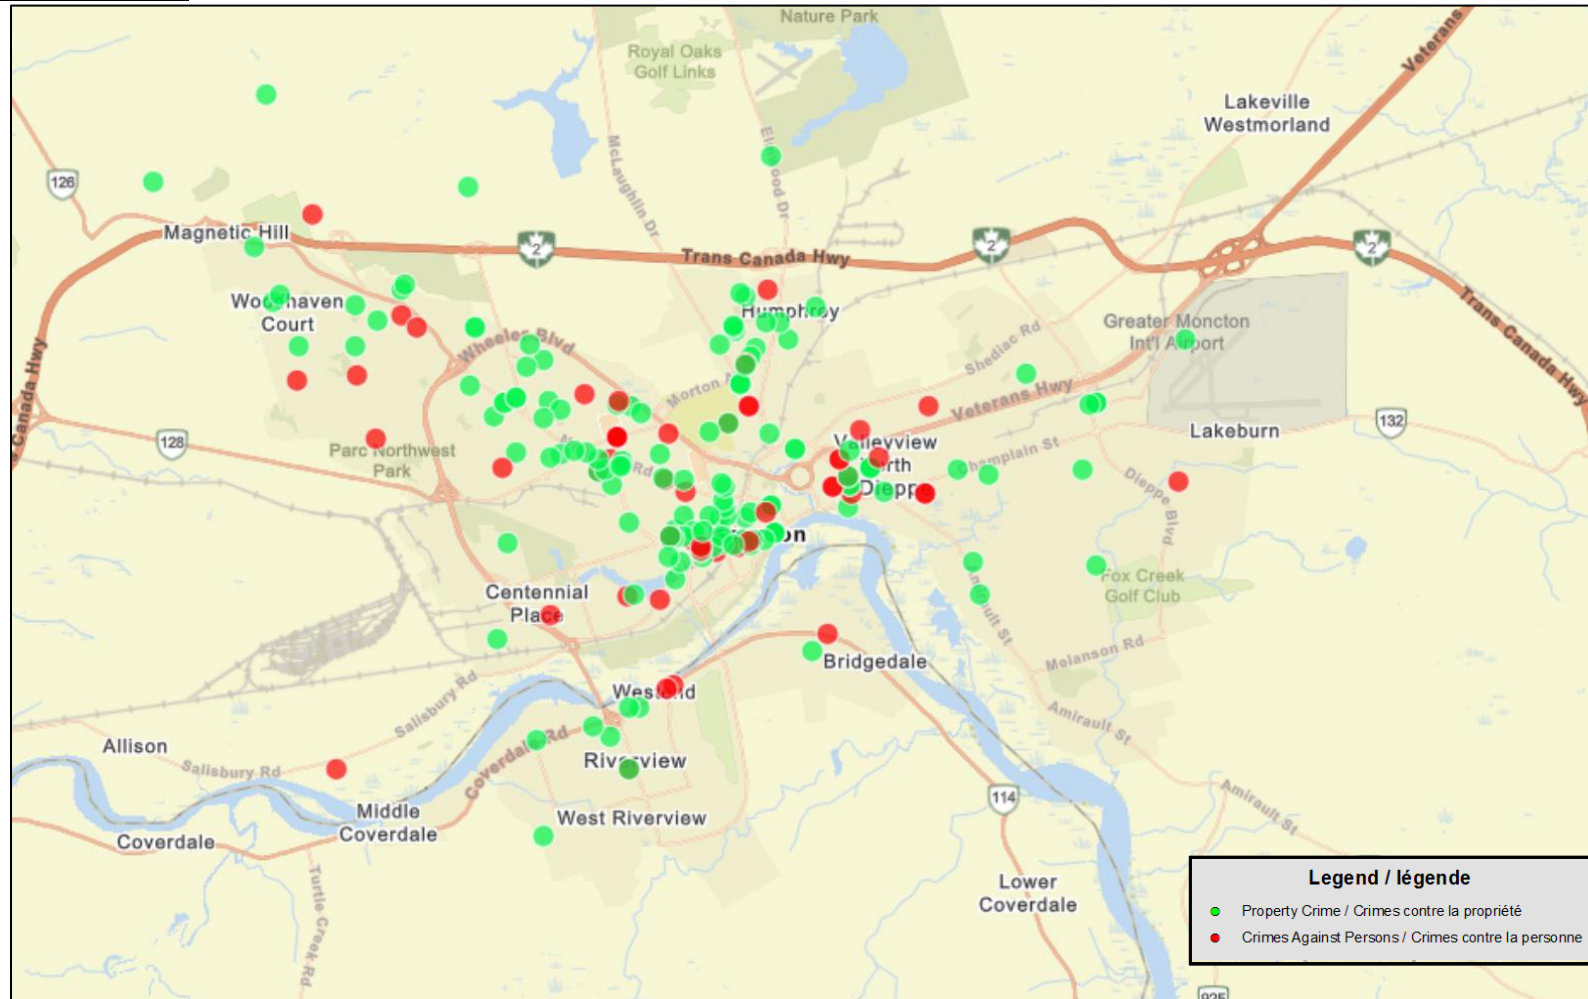 Nature Park
Royal Oaks
Golf Links
Veterans
Lakeville
Westmorland
126
McLaughlin Dr
Magnetic Hill
2
Trans Canada Hwy
2
2
Trans Canada Hwy
Humphrey
Court
Wheeler Blvd
Shediac Rd
Greater Moncton
Int'l Airport
Canada Hwy
Veterans Hwy
128
Parc Northwest
Park
132
Lakeburn
Champlain St
Dieppe Blvd
Centennial
Place
Fox Creek
Golf Club
Melanson Rd
Bridgedale
Salisbury Rd
Amirault St
Allison
Salisbury Rd
Coverdale Rd
Riverview
114
Amirault St
Middle
Coverdale
West Riverview
Coverdale
Turtle Creek Rd
Lower
Coverdale
Legend / légende
Property Crime / Crimes contre la propriété
Crimes Against Persons / Crimes contre la personne